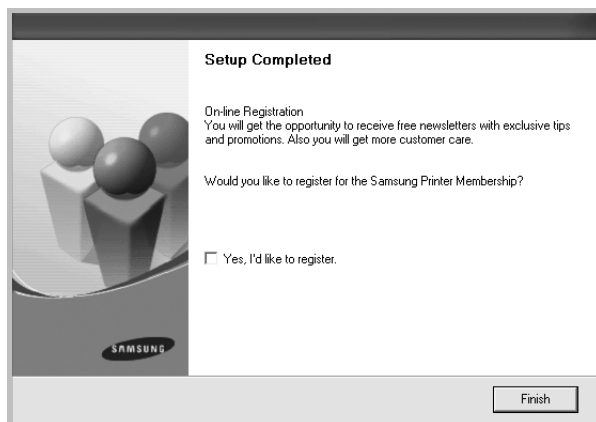 Setup Completed
On-line Registration
You will get the opportunity to receive free newsletters with exclusive tips
and promotions. Also you will get more customer care.
Would you like to register for the Samsung Printer Membership?
Yes, I'd like to register.
SAMSUNG
Finish